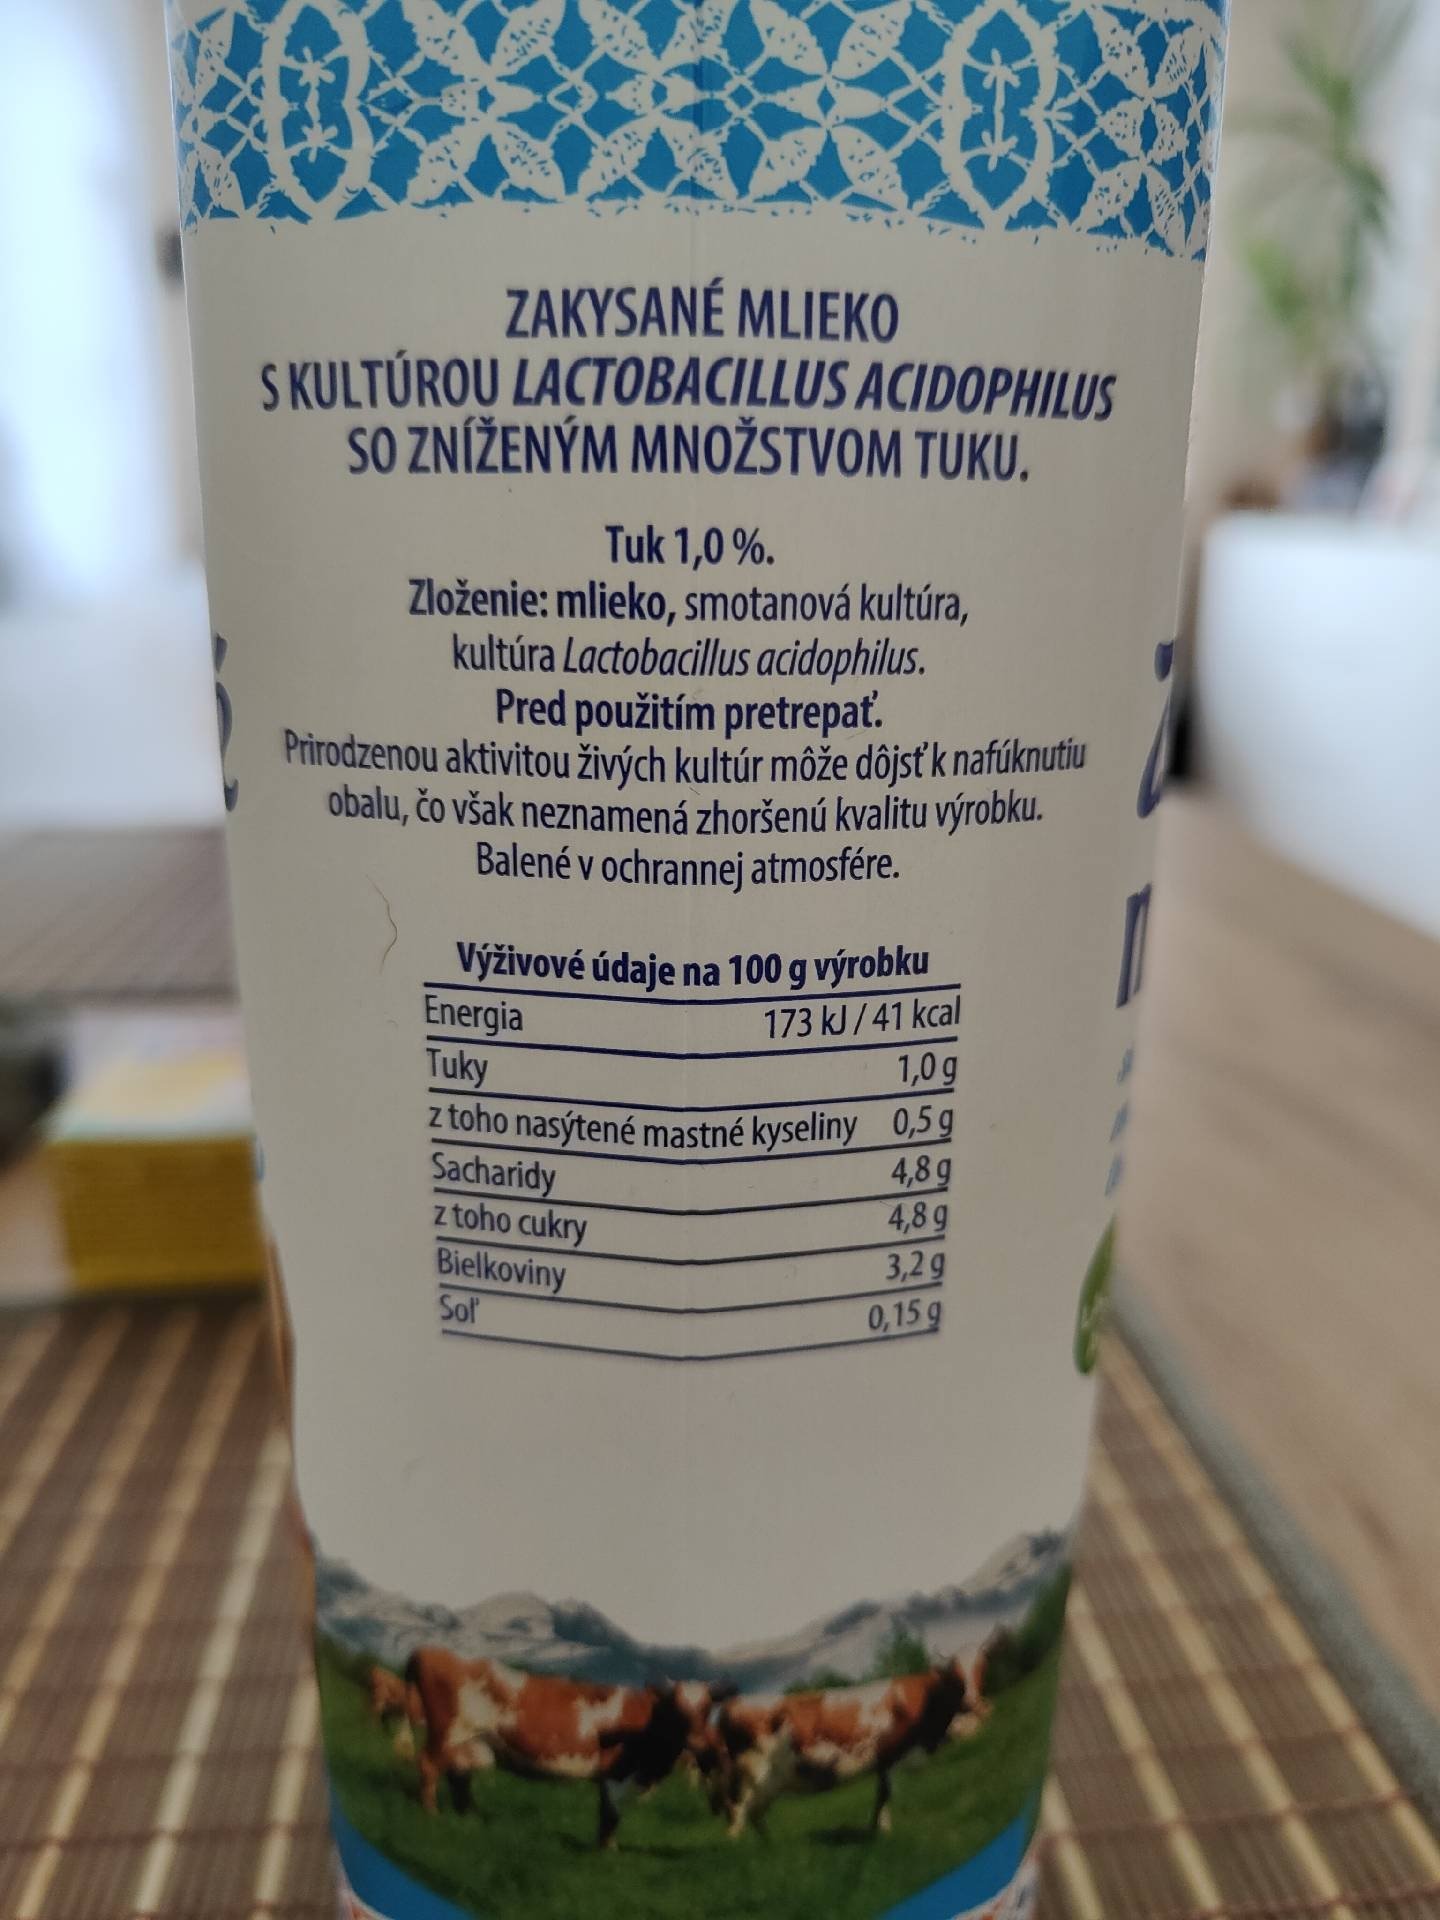 ZAKYSANÉ MLIEKO
S KULTÚROU LACTOBACILLUS ACIDOPHILUS
SO ZNÍŽENÝM MNOŽSTVOM TUKU.
Tuk 1,0 %.
Zloženie: mlieko, smotanová kultúra,
kultúra Lactobacillus acidophilus.
Pred použitím pretrepať.
Prirodzenou aktivitou živých kultúr môže dôjsť k nafúknutiu
obalu, čo však neznamená zhoršenú kvalitu výrobku.
Balené v ochrannej atmosfére.
Výživové údaje na 100 g výrobku
Energia 173 kJ / 41 kcal
Tuky 1,0 g
z toho nasýtené mastné kyseliny 0,5 g
Sacharidy 4,8 g
z toho cukry 4,8 g
Bielkoviny 3,2 g
Soľ 0,15 g